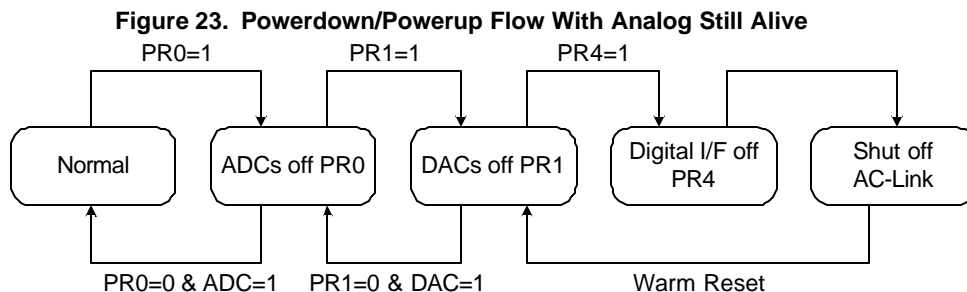 Figure 23. Powerdown/Powerup Flow With Analog Still Alive
PR0=1
PR1=1
PR4=1
Normal
ADCs off PR0
DACs off PR1
Digital I/F off
PR4
Shut off
AC-Link
PR0=0 & ADC=1
PR1=0 & DAC=1
Warm Reset